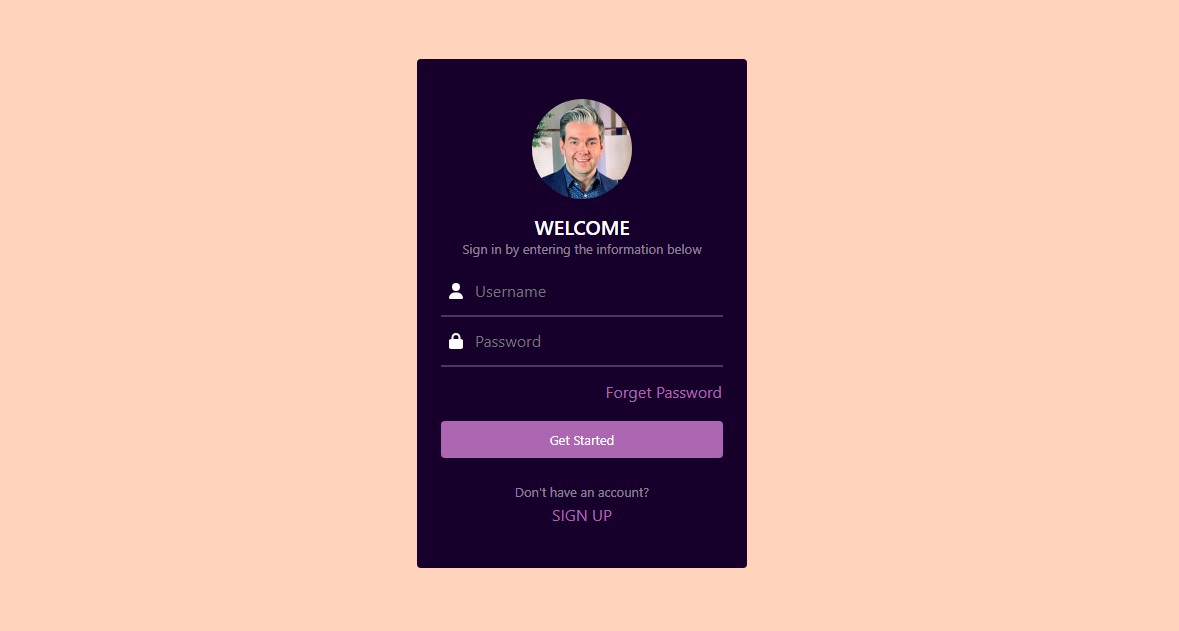 WELCOME
Sign in by entering the information below
Username
Password
Forget Password
Get Started
Don't have an account?
SIGN UP